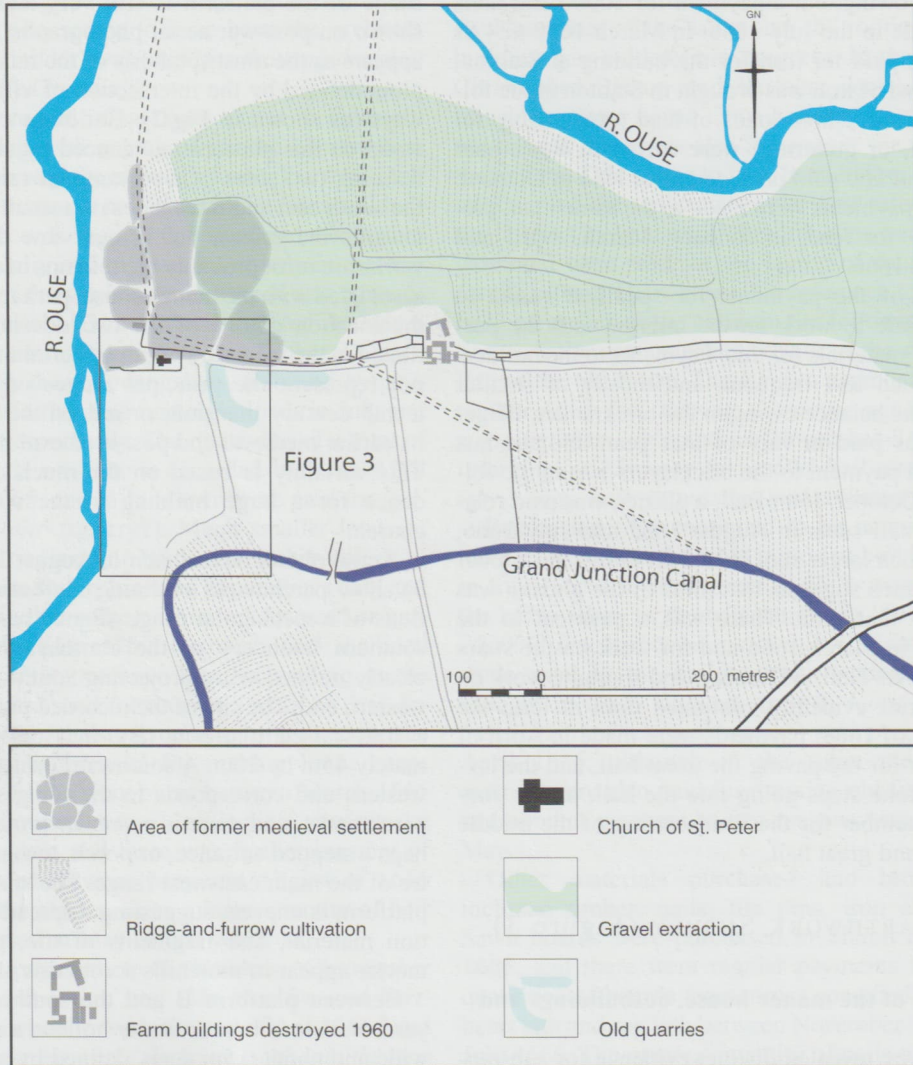 GN
R. OUSE
R. OUSE
Figure 3
Grand Junction Canal
100 0 200 metres
Area of former medieval settlement
Church of St. Peter
Ridge-and-furrow cultivation
Gravel extraction
Farm buildings destroyed 1960
Old quarries